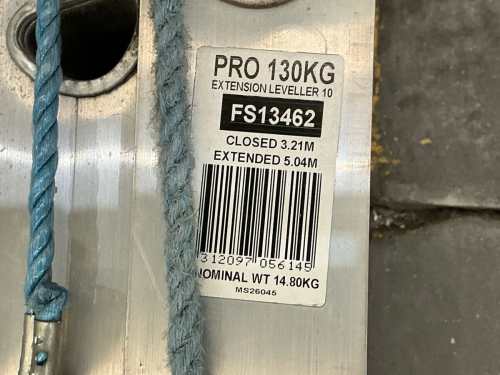 PRO 130KG
EXTENSION LEVELLER 10
FS13462
CLOSED 3.21M
EXTENDED 5.04M
312097 056145
NOMINAL WT 14.80KG
MS26045